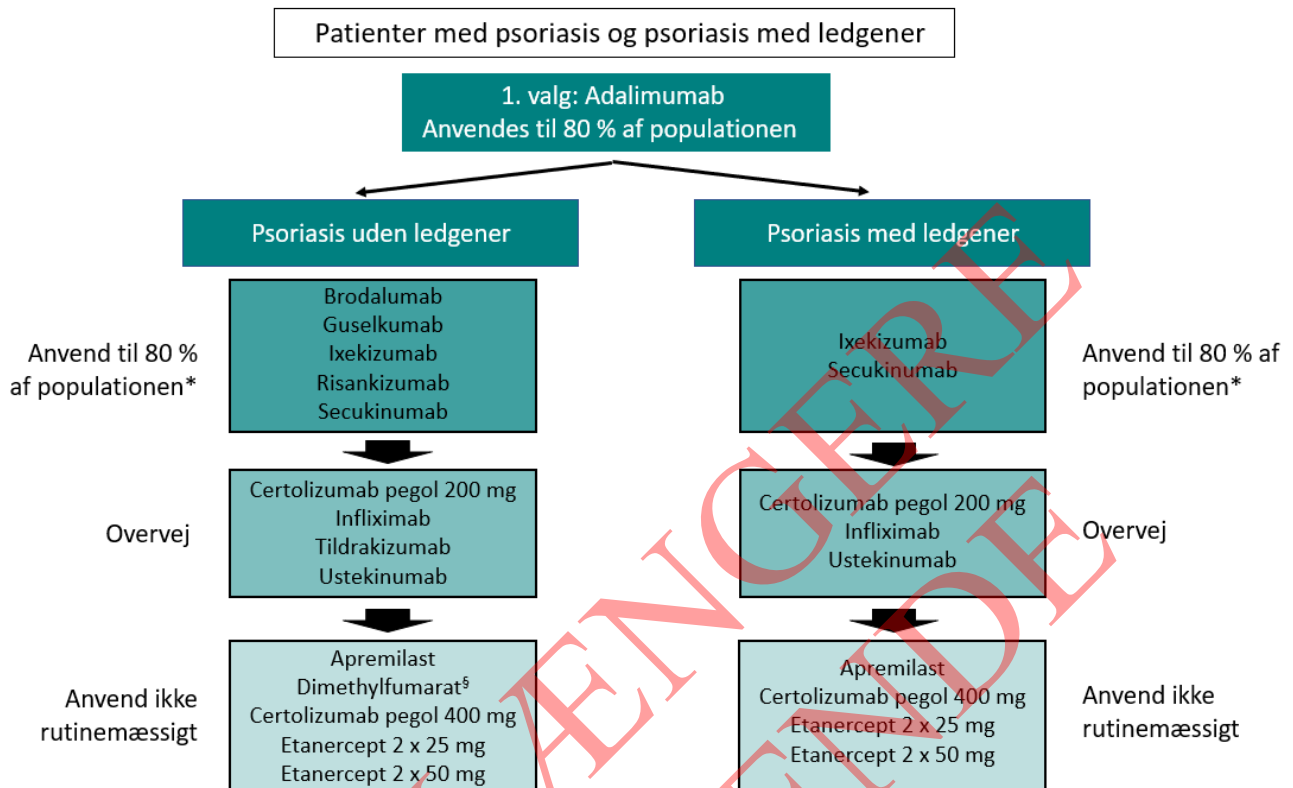 Patienter med psoriasis og psoriasis med ledgener
1. valg: Adalimumab
Anvendes til 80 % af populationen
Psoriasis uden ledgener
Psoriasis med ledgener
Anvend til 80 %
af populationen*
Brodalumab
Guselkumab
Ixekizumab
Risankizumab
Secukinumab
Ixekizumab
Secukinumab
Anvend til 80 % af
populationen*
Overvej
Certolizumab pegol 200 mg
Infliximab
Tildrakizumab
Ustekinumab
Certolizumab pegol 200 mg
Infliximab
Ustekinumab
Overvej
Anvend ikke
rutinemæssigt
Apremilast
Dimethylfumarat§
Certolizumab pegol 400 mg
Etanercept 2 x 25 mg
Etanercept 2 x 50 mg
Apremilast
Certolizumab pegol 400 mg
Etanercept 2 x 25 mg
Etanercept 2 x 50 mg
Anvend ikke
rutinemæssigt
ÆNGERE
ENDE